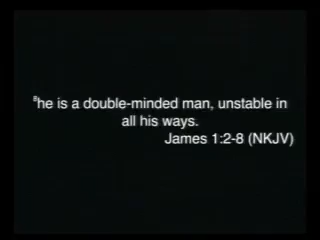 ⁸he is a double-minded man, unstable in
all his ways.
James 1:2-8 (NKJV)